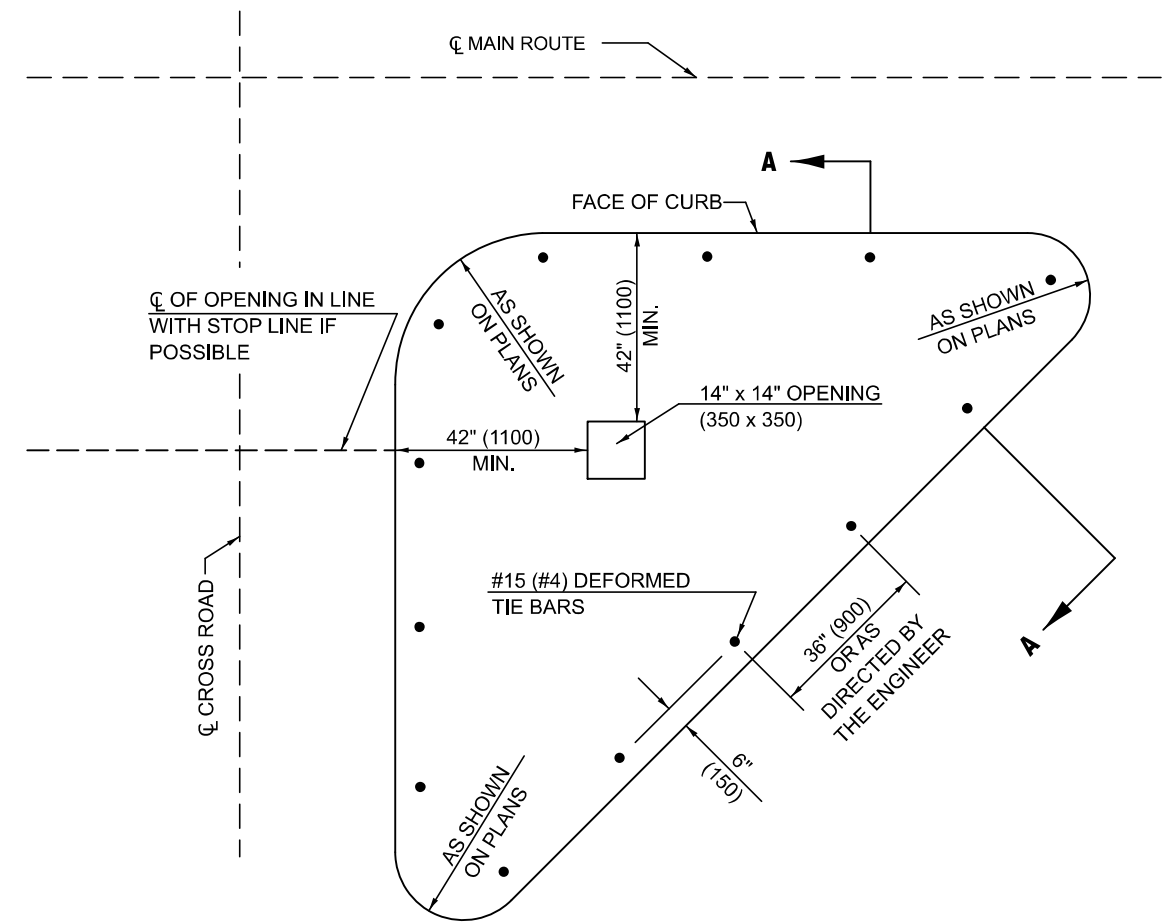 ℄ MAIN ROUTE
A
FACE OF CURB
℄ OF OPENING IN LINE
WITH STOP LINE IF
POSSIBLE
AS SHOWN
ON PLANS
42" (1100)
MIN.
AS SHOWN
ON PLANS
14" x 14" OPENING
(350 x 350)
42" (1100)
MIN.
℄ CROSS ROAD
#15 (#4) DEFORMED
TIE BARS
36" (900)
OR AS
DIRECTED BY
THE ENGINEER
A
6"
(150)
AS SHOWN
ON PLANS